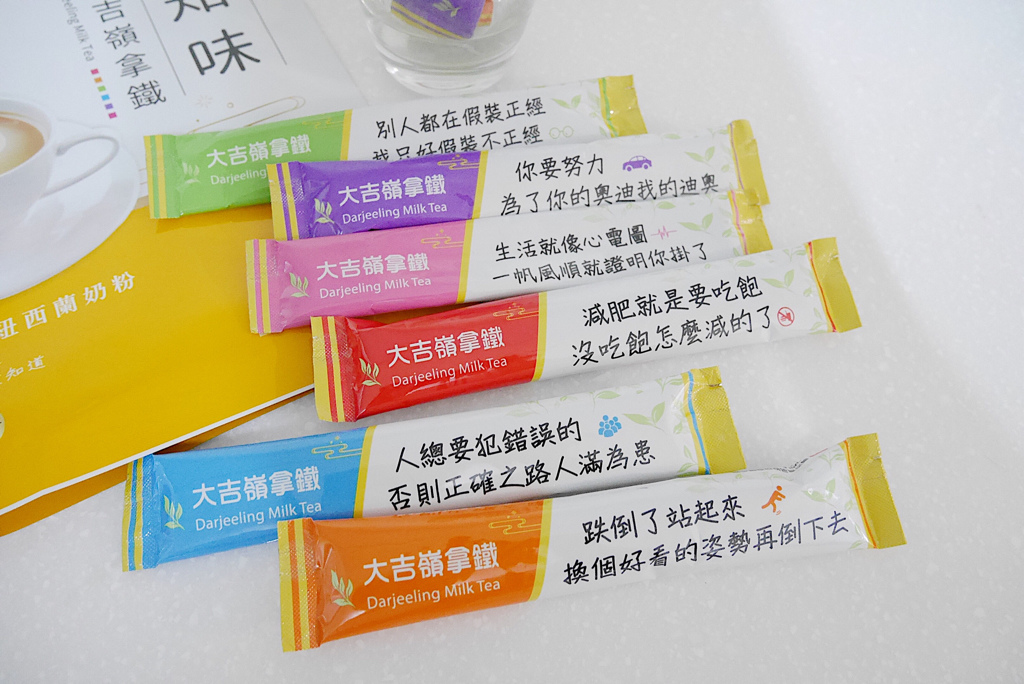 味
吉嶺拿鐵
eling Milk Tea
紐西蘭奶粉
知道
大吉嶺拿鐵
Darjeeling
別人都在假裝正經
我只好假裝不正經
大吉嶺拿鐵
Darjeeling Milk Tea
你要努力
為了你的奧迪我的迪奧
大吉嶺拿鐵
Darjeeling Milk Tea
生活就像心電圖
一帆風順就證明你掛了
大吉嶺拿鐵
Darjeeling Milk Tea
減肥就是要吃飽
沒吃飽怎麼減的了
大吉嶺拿鐵
Darjeeling Milk Tea
人總要犯錯誤的
否則正確之路人滿為患
大吉嶺拿鐵
Darjeeling Milk Tea
跌倒了站起來
換個好看的姿勢再倒下去